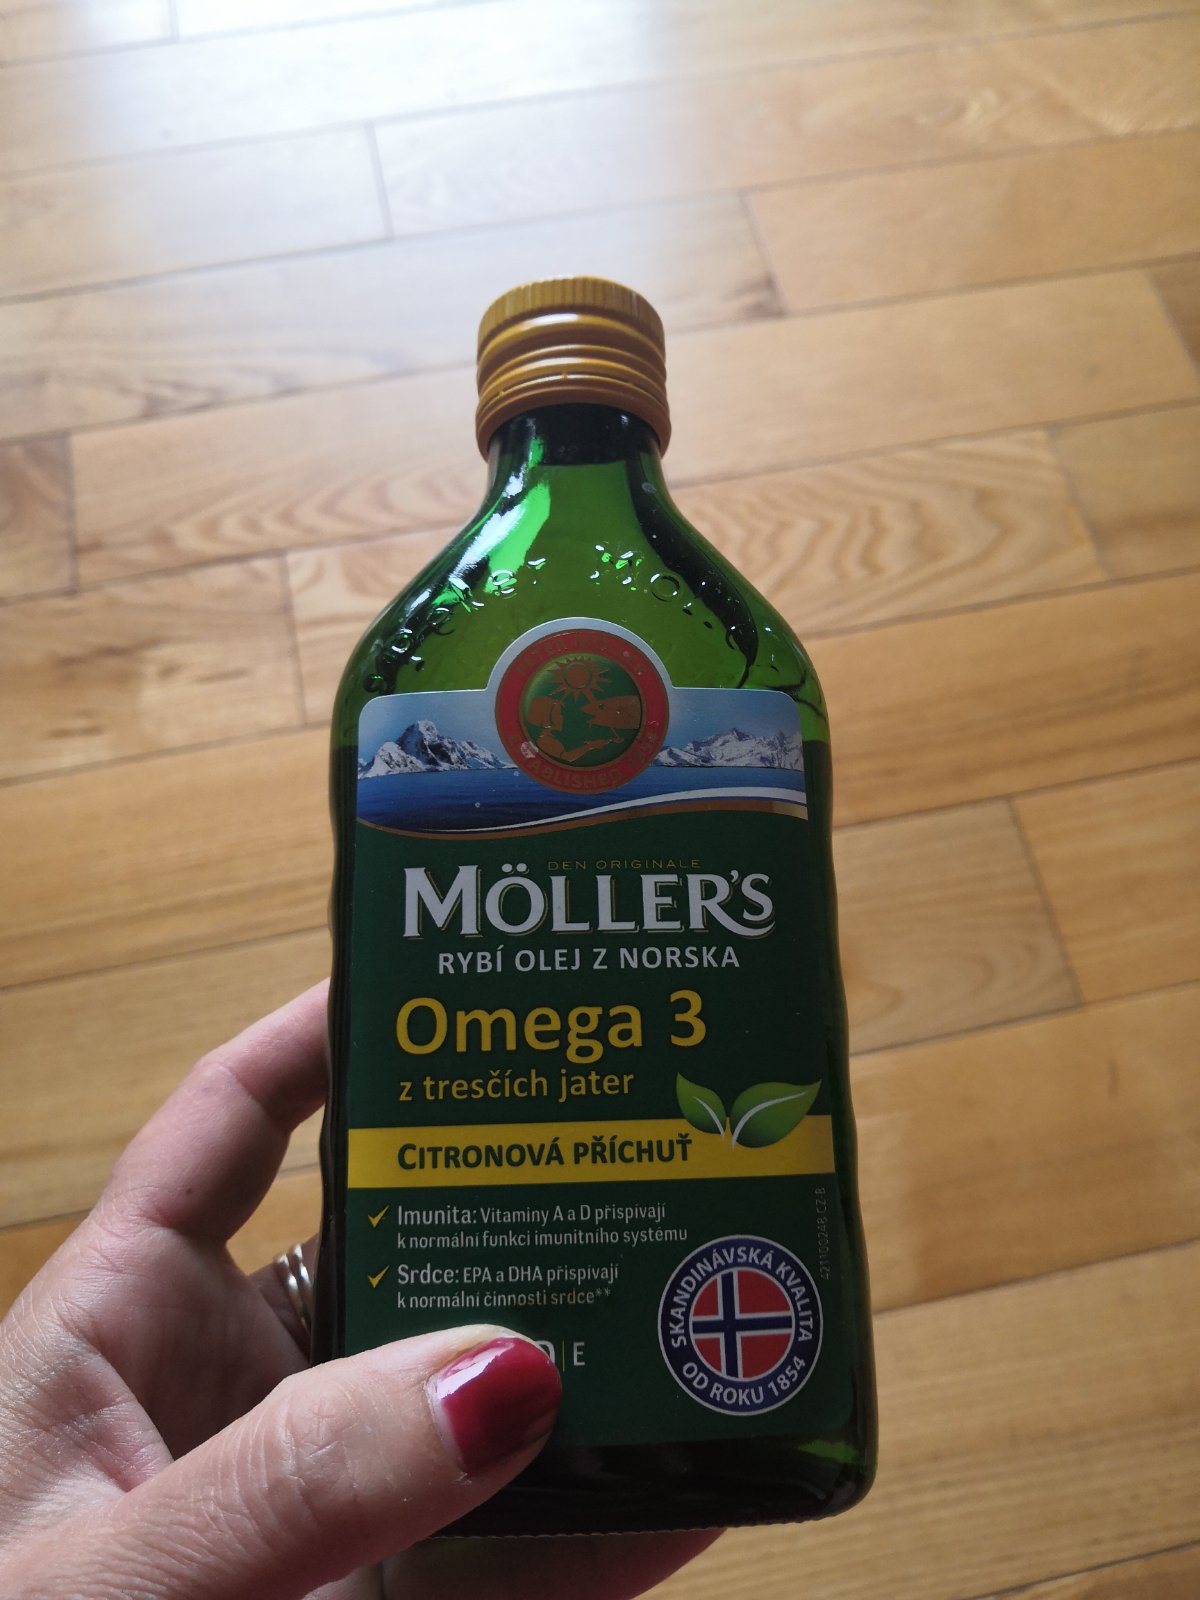 DEN ORIGINALE
MÖLLER'S
RYBÍ OLEJ Z NORSKA
Omega 3
z tresčích jater
CITRONOVÁ PŘÍCHUŤ
Imunita: Vitaminy A a D přispívají
k normální funkci imunitního systému
Srdce: EPA a DHA přispívají
k normální činnosti srdce**
D | E
SKANDINÁVSKÁ KVALITA
OD ROKU 1854